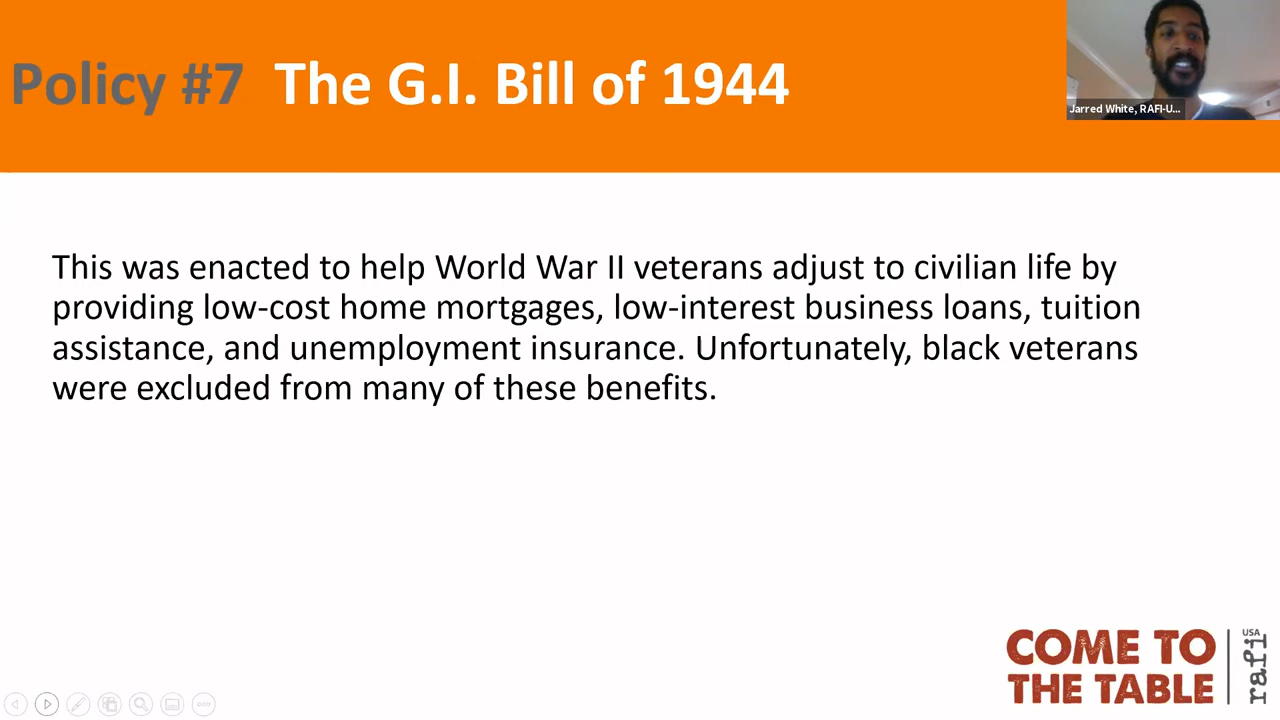 Policy #7 The G.I. Bill of 1944
Jarred White, RAFI-U...
This was enacted to help World War II veterans adjust to civilian life by
providing low-cost home mortgages, low-interest business loans, tuition
assistance, and unemployment insurance. Unfortunately, black veterans
were excluded from many of these benefits.
COME TO
THE TABLE
rafi
USA